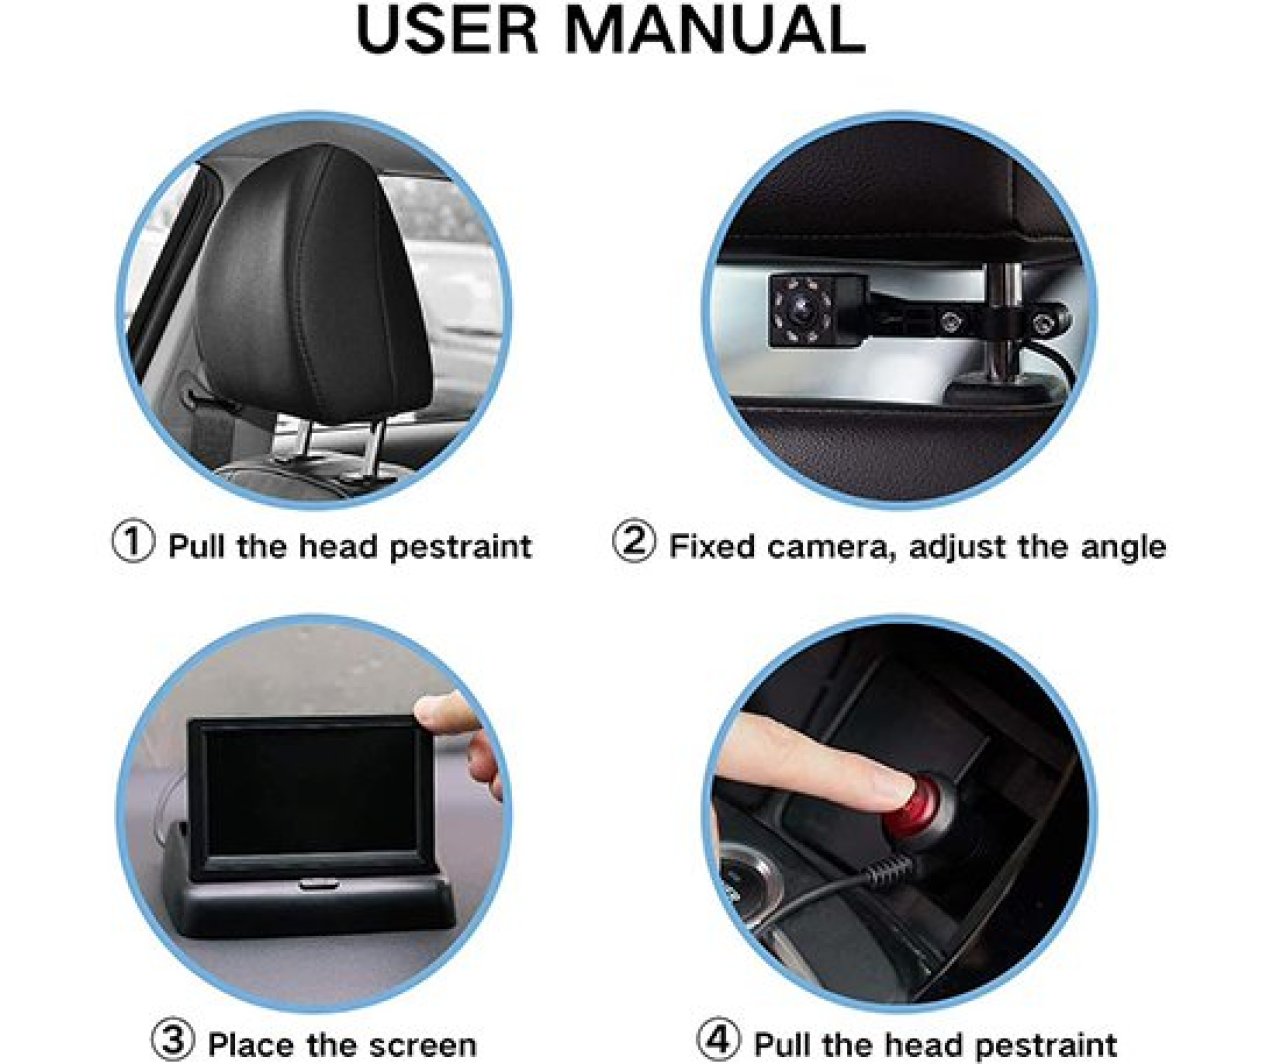 USER MANUAL
① Pull the head pestraint
② Fixed camera, adjust the angle
③ Place the screen
④ Pull the head pestraint